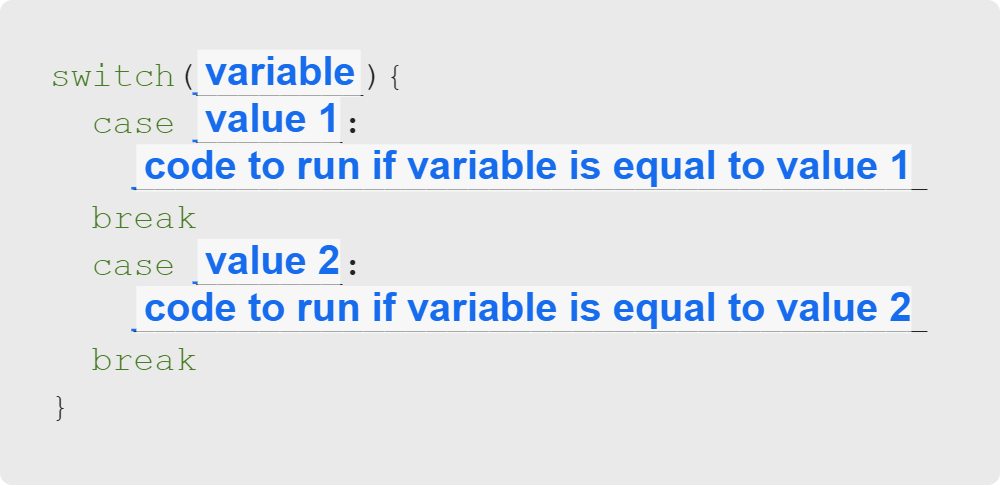 switch(variable){
case value 1:
code to run if variable is equal to value 1
break
case value 2:
code to run if variable is equal to value 2
break
}